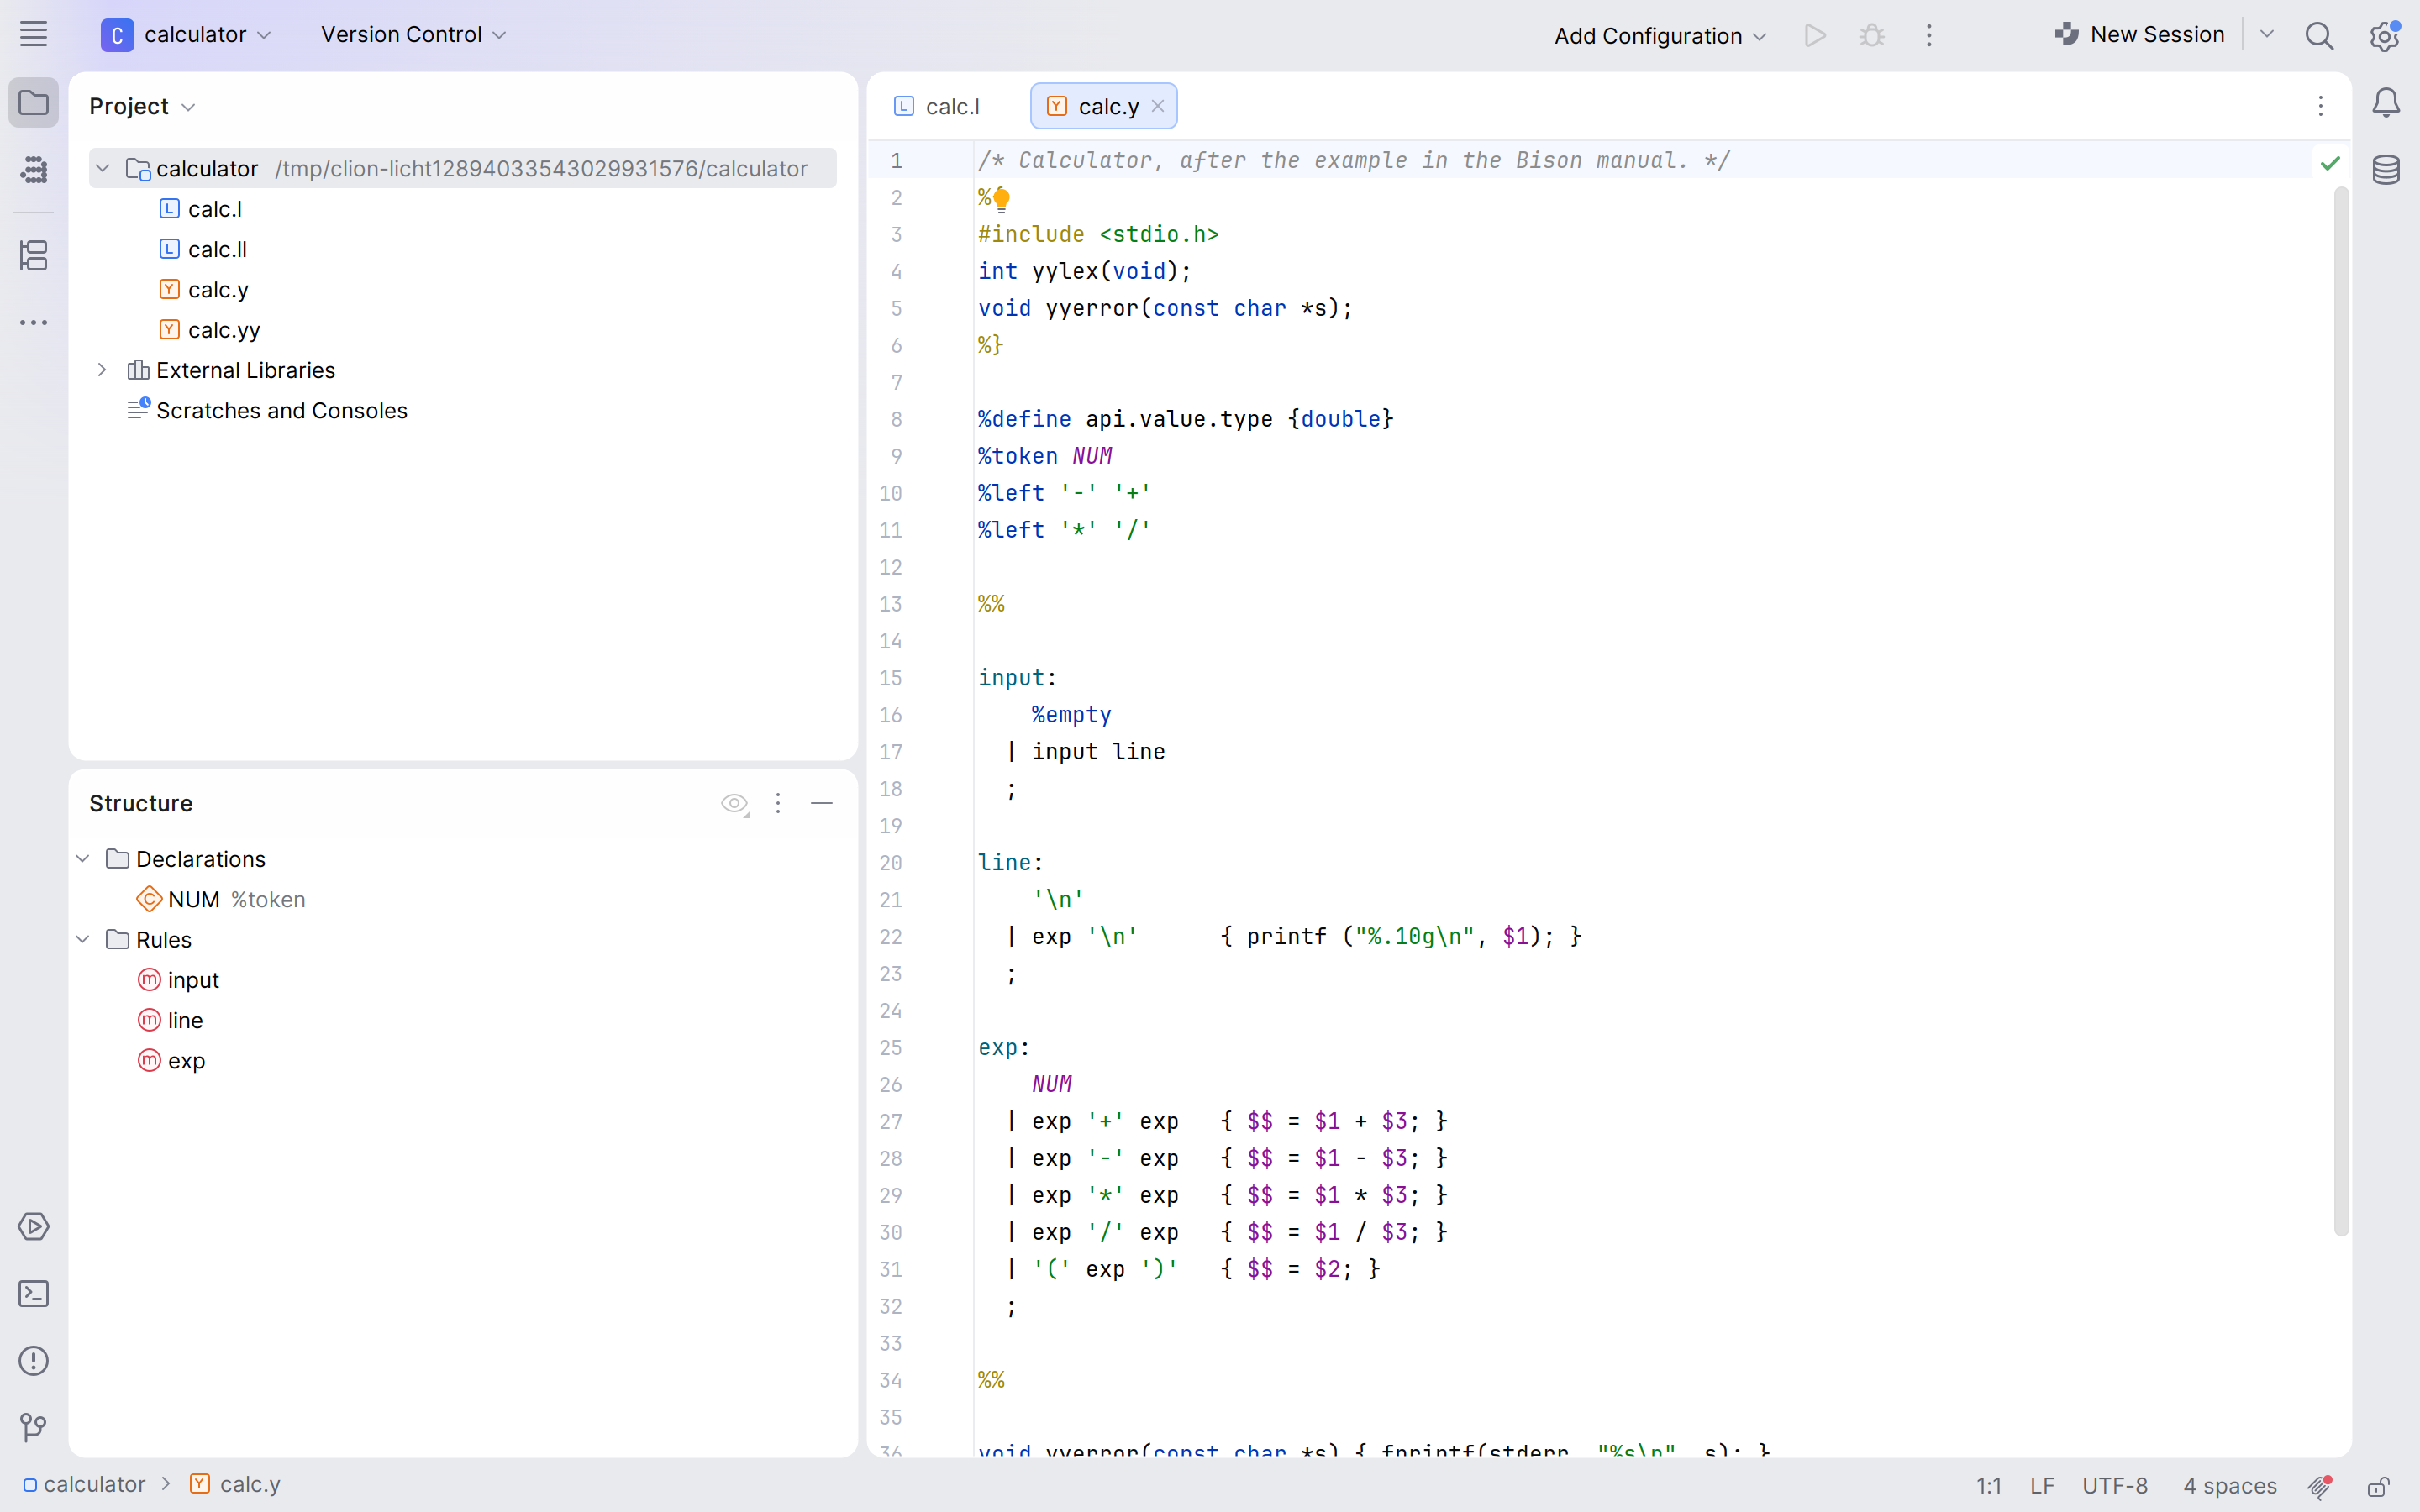 C calculator Version Control Add Configuration New Session
Project
calculator /tmp/clion-licht12894033543029931576/calculator
L calc.l
L calc.ll
Y calc.y
Y calc.yy
External Libraries
Scratches and Consoles
Structure
Declarations
C NUM %token
Rules
m input
m line
m exp
L calc.l Y calc.y
1 /* Calculator, after the example in the Bison manual. */
2 %
3 #include <stdio.h>
4 int yylex(void);
5 void yyerror(const char *s);
6 %}
7
8 %define api.value.type {double}
9 %token NUM
10 %left '-' '+'
11 %left '*' '/'
12
13 %%
14
15 input:
16 %empty
17 | input line
18 ;
19
20 line:
21 '\n'
22 | exp '\n' { printf ("%.10g\n", $1); }
23 ;
24
25 exp:
26 NUM
27 | exp '+' exp { $$ = $1 + $3; }
28 | exp '-' exp { $$ = $1 - $3; }
29 | exp '*' exp { $$ = $1 * $3; }
30 | exp '/' exp { $$ = $1 / $3; }
31 | '(' exp ')' { $$ = $2; }
32 ;
33
34 %%
35
36 void yyerror(const char *s) { fprintf(stderr, "%s\n", s); }
calculator Y calc.y 1:1 LF UTF-8 4 spaces